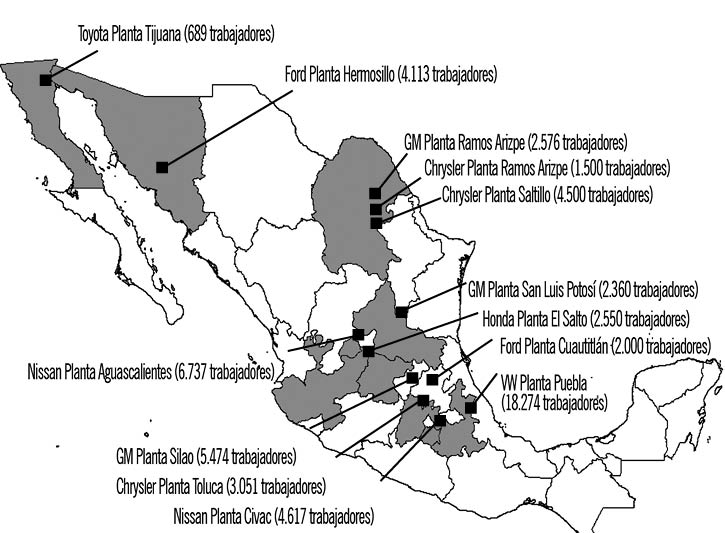 Toyota Planta Tijuana (689 trabajadores)
Ford Planta Hermosillo (4.113 trabajadores)
GM Planta Ramos Arizpe (2.576 trabajadores)
Chrysler Planta Ramos Arizpe (1.500 trabajadores)
Chrysler Planta Saltillo (4.500 trabajadores)
GM Planta San Luis Potosí (2.360 trabajadores)
Honda Planta El Salto (2.550 trabajadores)
Ford Planta Cuautitlán (2.000 trabajadores)
Nissan Planta Aguascalientes (6.737 trabajadores)
VW Planta Puebla
(18.274 trabajadores)
GM Planta Silao (5.474 trabajadores)
Chrysler Planta Toluca (3.051 trabajadores)
Nissan Planta Civac (4.617 trabajadores)